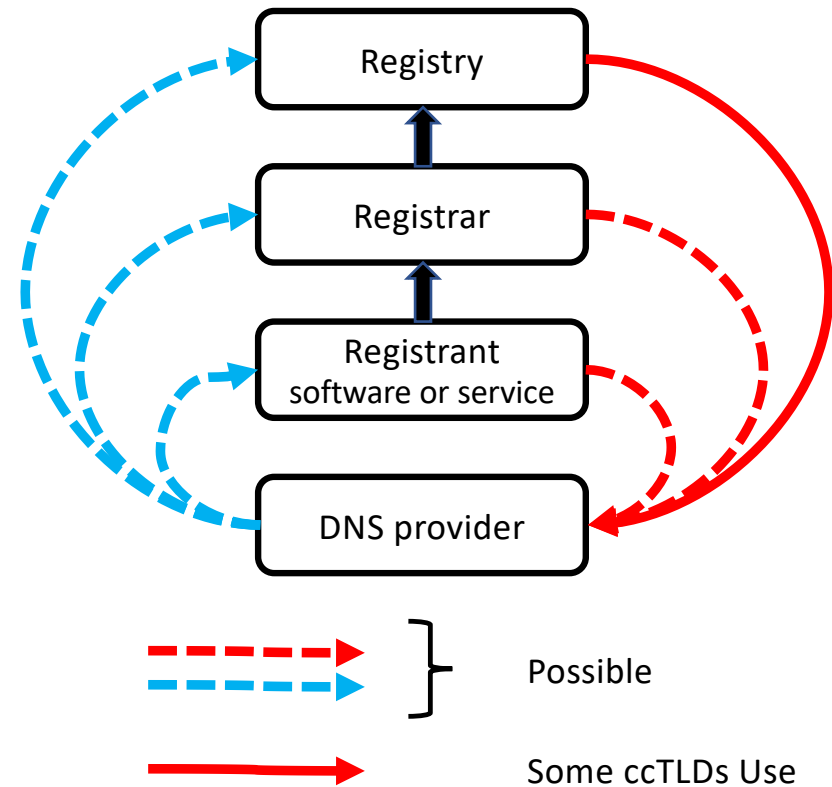 Registry
Registrar
Registrant
software or service
DNS provider
Possible
Some ccTLDs Use